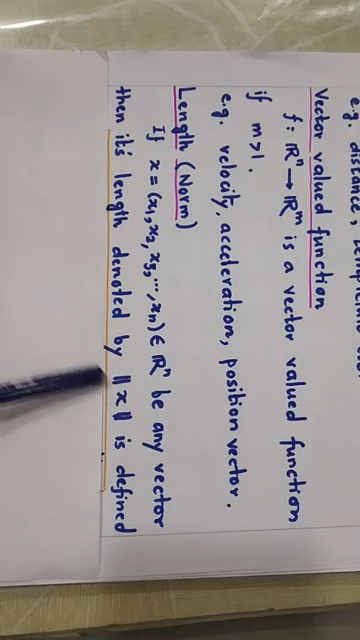 e.g. distance,
Vector valued function
f: ℝⁿ → ℝᵐ is a vector valued function
if m>1.
e.g. velocity, acceleration, position vector.
Length (Norm)
If x = (x₁, x₂, x₃, ..., xₙ) ∈ ℝⁿ be any vector
then its length denoted by ‖x‖ is defined